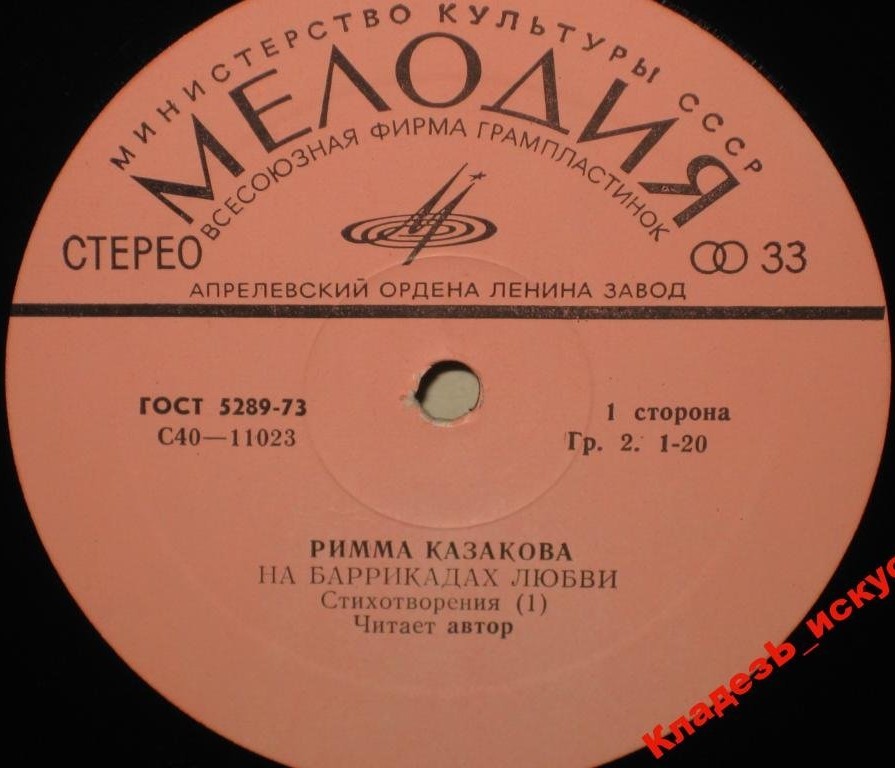 МИНИСТЕРСТВО КУЛЬТУРЫ СССР
МЕЛОДИЯ
ВСЕСОЮЗНАЯ ФИРМА ГРАМПЛАСТИНОК
СТЕРЕО
33
АПРЕЛЕВСКИЙ ОРДЕНА ЛЕНИНА ЗАВОД
ГОСТ 5289-73
С40—11023
1 сторона
Гр. 2. 1-20
РИММА КАЗАКОВА
НА БАРРИКАДАХ ЛЮБВИ
Стихотворения (1)
Читает автор
КладезЬ_искус